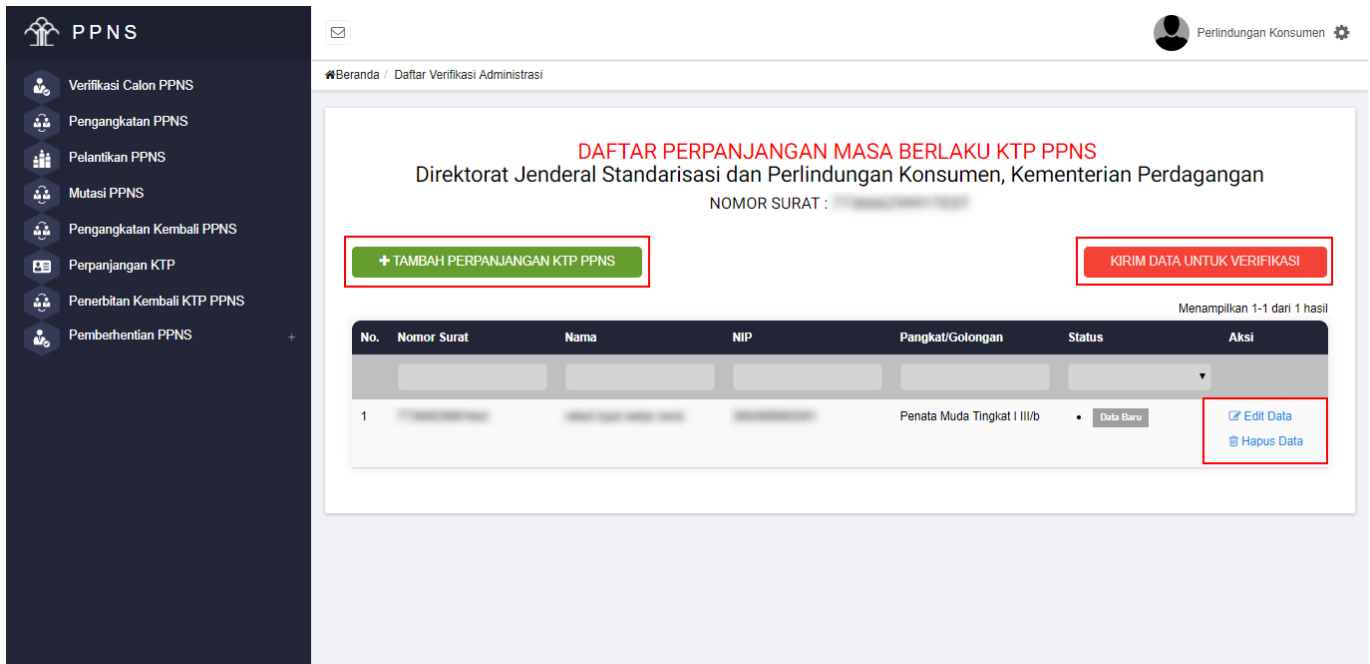 PPNS
Perlindungan Konsumen
Verifikasi Calon PPNS
Pengangkatan PPNS
Pelantikan PPNS
Mutasi PPNS
Pengangkatan Kembali PPNS
Perpanjangan KTP
Penerbitan Kembali KTP PPNS
Pemberhentian PPNS +
Beranda / Daftar Verifikasi Administrasi
DAFTAR PERPANJANGAN MASA BERLAKU KTP PPNS
Direktorat Jenderal Standarisasi dan Perlindungan Konsumen, Kementerian Perdagangan
NOMOR SURAT :
+ TAMBAH PERPANJANGAN KTP PPNS
KIRIM DATA UNTUK VERIFIKASI
Menampilkan 1-1 dari 1 hasil
No. Nomor Surat Nama NIP Pangkat/Golongan Status Aksi
1 Penata Muda Tingkat I III/b • Data Baru Edit Data
Hapus Data